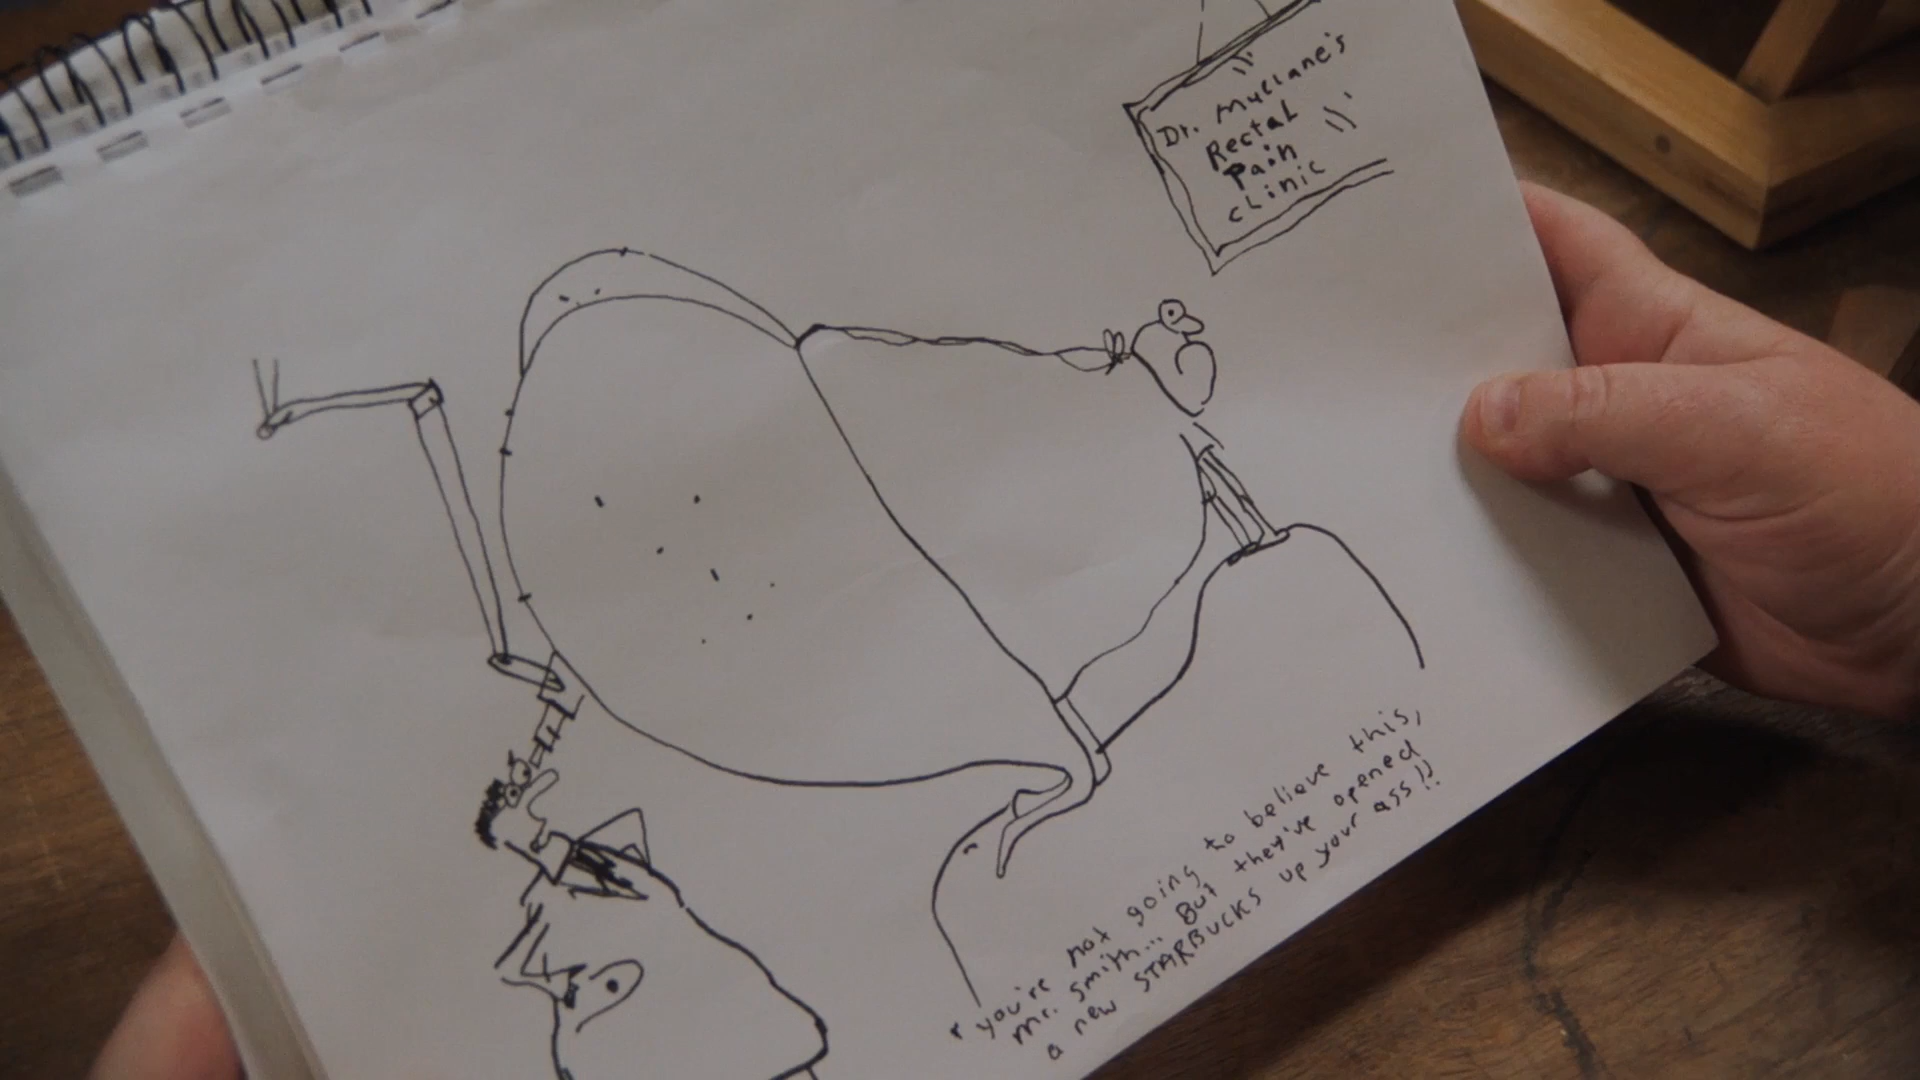 Dr. Mullane's
Rectal
Pain
clinic
"you're not going to believe this,
Mr. smith... But they've opened
a new STARBUCKS up your ass!!